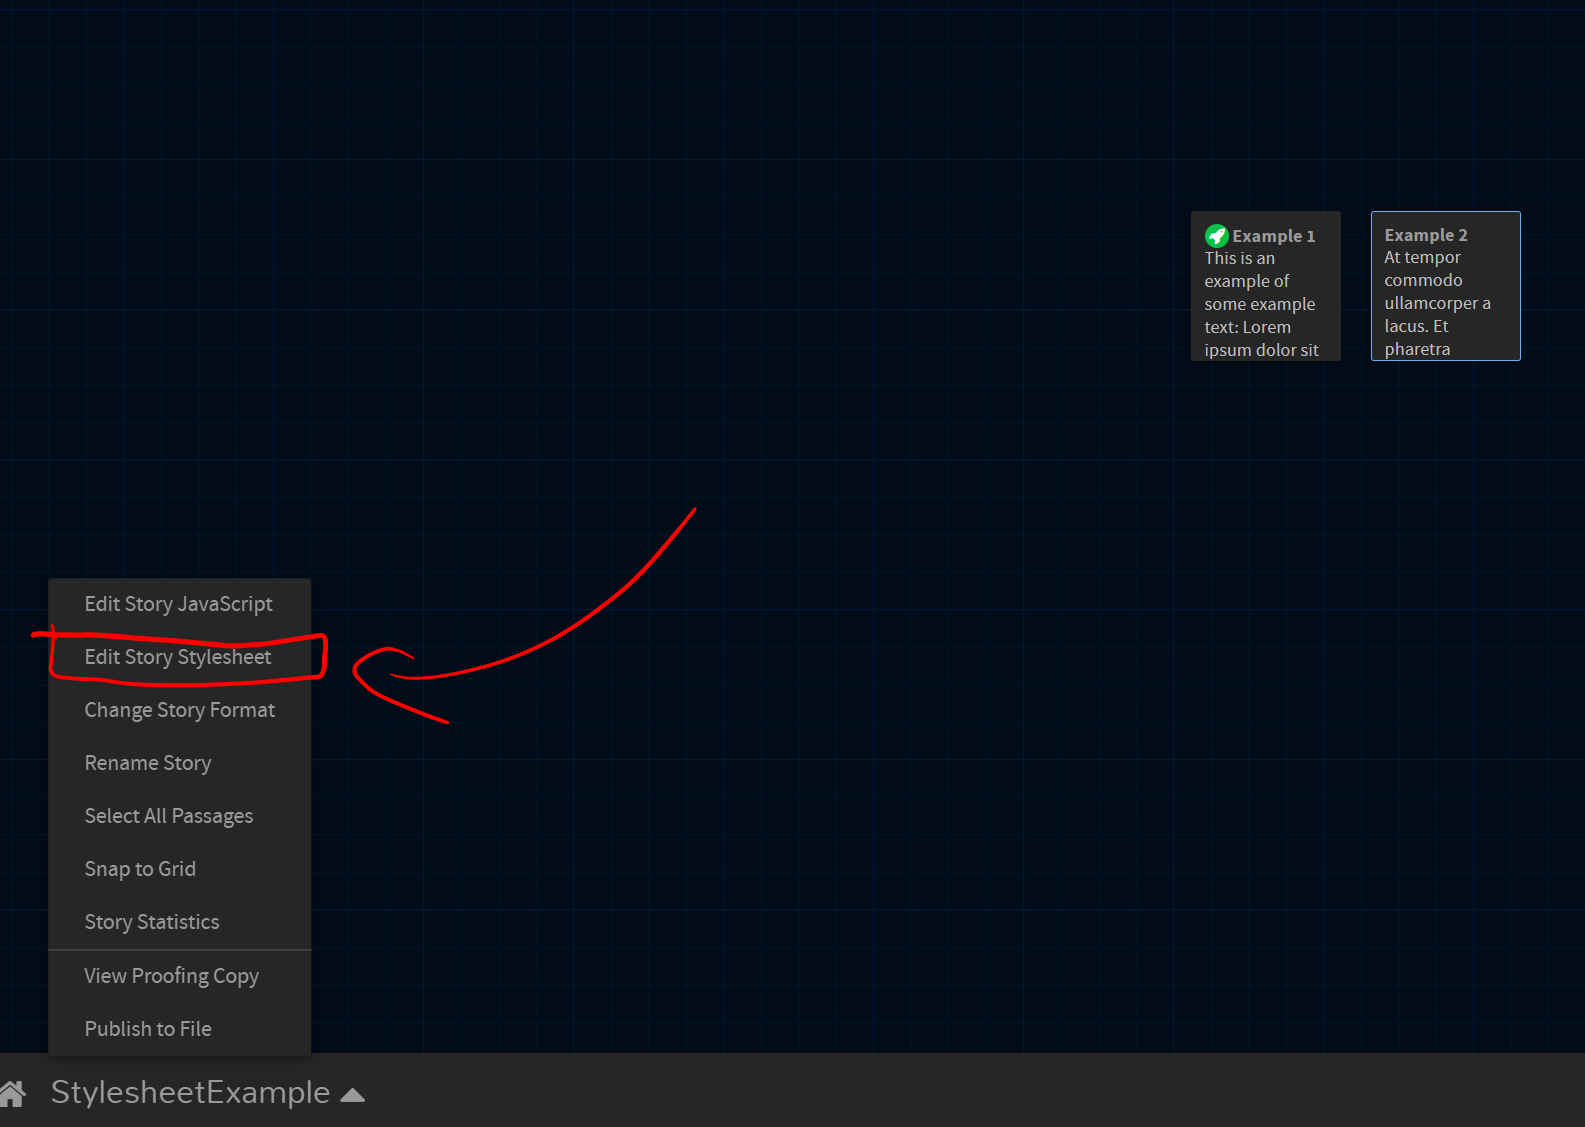 Example 1
This is an
example of
some example
text: Lorem
ipsum dolor sit
Example 2
At tempor
commodo
ullamcorper a
lacus. Et
pharetra
Edit Story JavaScript
Edit Story Stylesheet
Change Story Format
Rename Story
Select All Passages
Snap to Grid
Story Statistics
View Proofing Copy
Publish to File
StylesheetExample